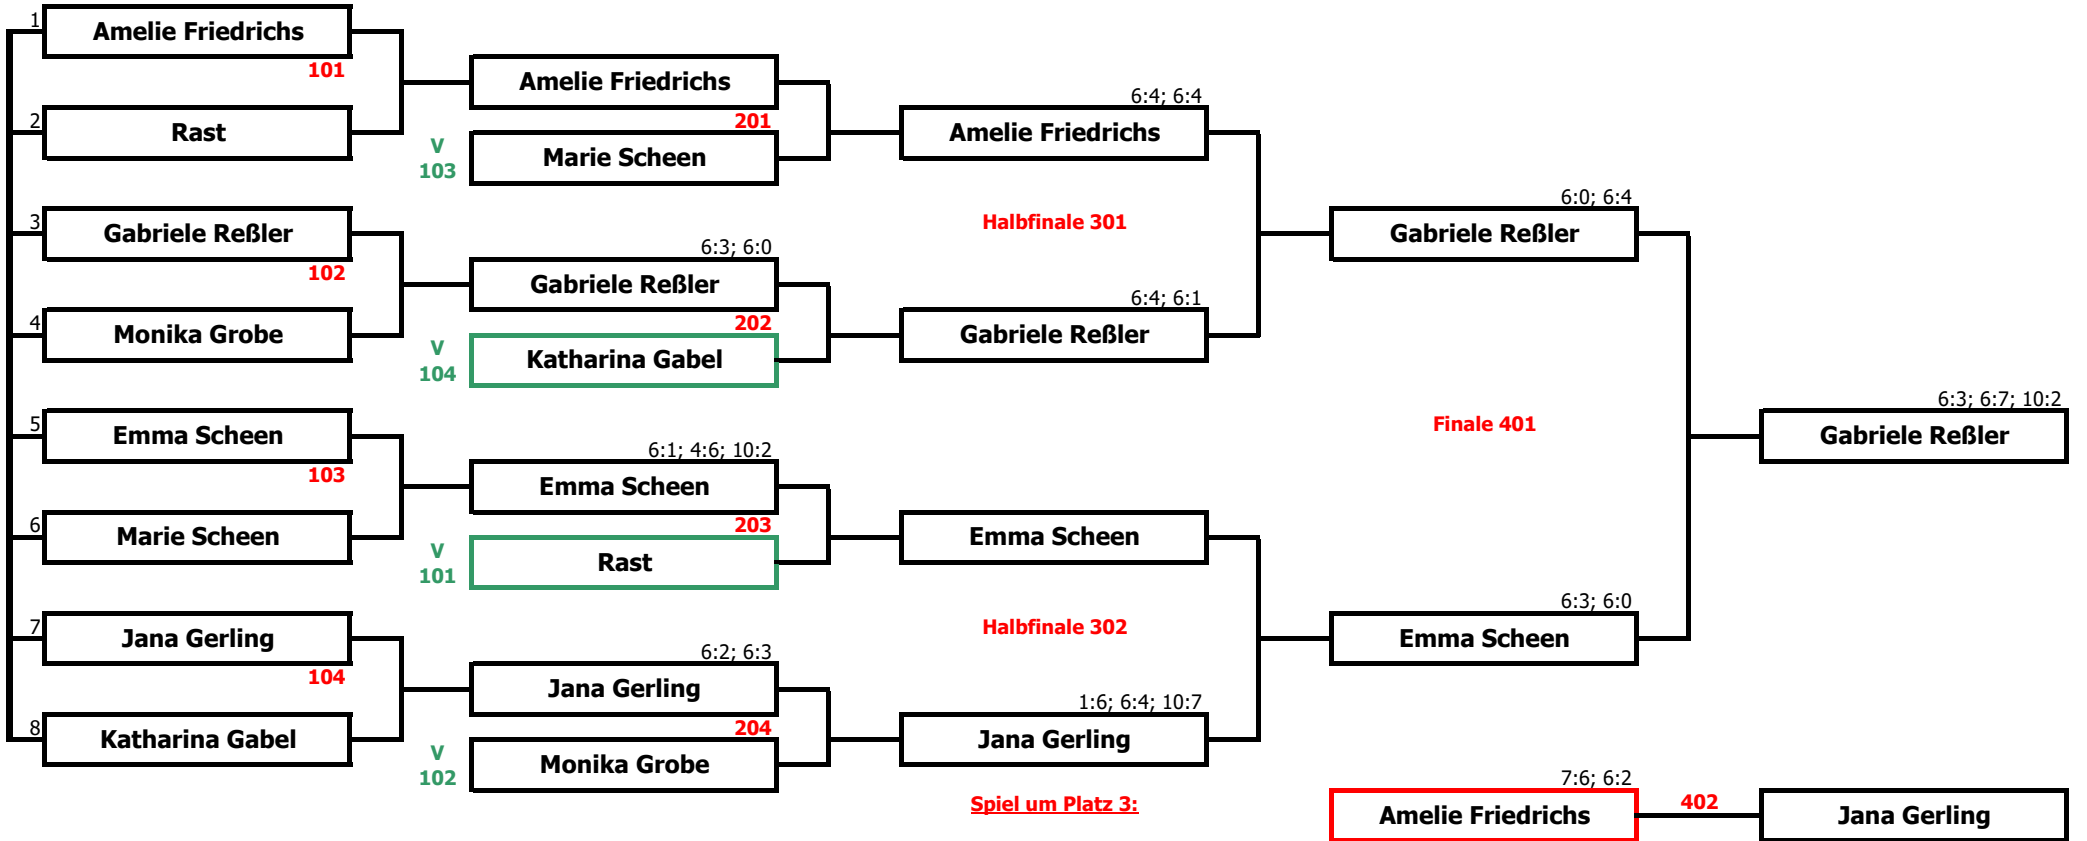 1
Amelie Friedrichs
101
2
Rast
3
Gabriele Reßler
102
4
Monika Grobe
5
Emma Scheen
103
6
Marie Scheen
7
Jana Gerling
104
8
Katharina Gabel
Amelie Friedrichs
201
V
103
Marie Scheen
6:3; 6:0
Gabriele Reßler
202
V
104
Katharina Gabel
6:1; 4:6; 10:2
Emma Scheen
203
V
101
Rast
6:2; 6:3
Jana Gerling
204
V
102
Monika Grobe
6:4; 6:4
Amelie Friedrichs
Halbfinale 301
6:4; 6:1
Gabriele Reßler
Emma Scheen
Halbfinale 302
1:6; 6:4; 10:7
Jana Gerling
Spiel um Platz 3:
6:0; 6:4
Gabriele Reßler
Finale 401
6:3; 6:0
Emma Scheen
7:6; 6:2
Amelie Friedrichs
402
6:3; 6:7; 10:2
Gabriele Reßler
Jana Gerling